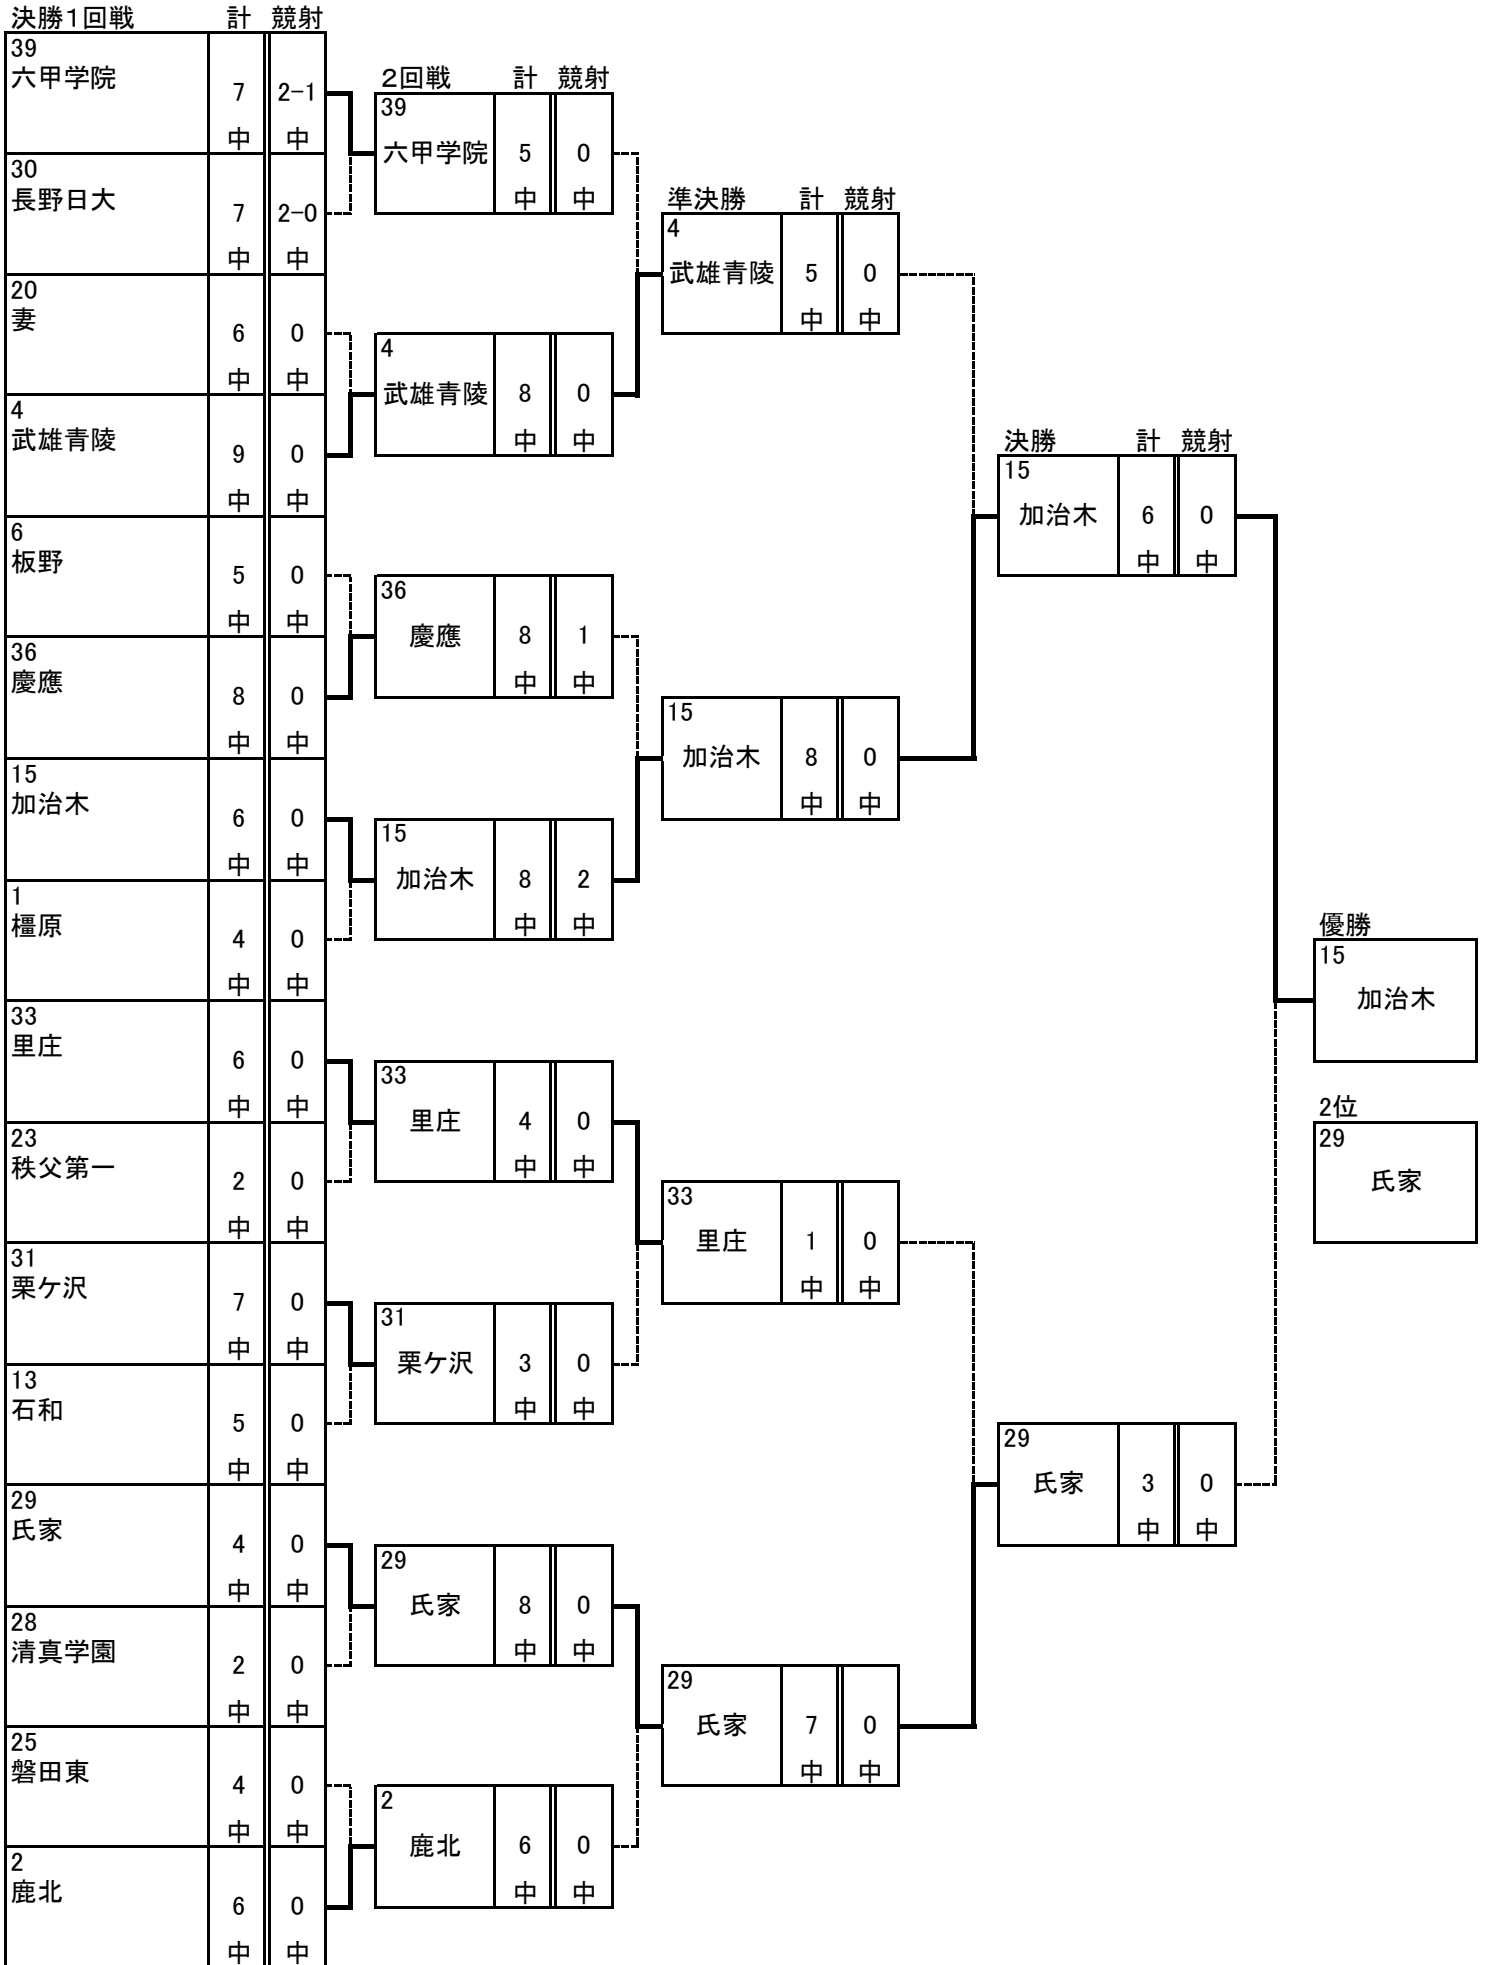 決勝１回戦 計 競射
39
六甲学院 7 2-1
中 中
30
長野日大 7 2-0
中 中
20
妻 6 0
中 中
4
武雄青陵 9 0
中 中
6
板野 5 0
中 中
36
慶應 8 0
中 中
15
加治木 6 0
中 中
1
橿原 4 0
中 中
33
里庄 6 0
中 中
23
秩父第一 2 0
中 中
31
栗ケ沢 7 0
中 中
13
石和 5 0
中 中
29
氏家 4 0
中 中
28
清真学園 2 0
中 中
25
磐田東 4 0
中 中
2
鹿北 6 0
中 中
２回戦 計 競射
39
六甲学院 5 0
中 中
4
武雄青陵 8 0
中 中
36
慶應 8 1
中 中
15
加治木 8 2
中 中
33
里庄 4 0
中 中
31
栗ケ沢 3 0
中 中
29
氏家 8 0
中 中
2
鹿北 6 0
中 中
準決勝 計 競射
4
武雄青陵 5 0
中 中
15
加治木 8 0
中 中
33
里庄 1 0
中 中
29
氏家 7 0
中 中
決勝 計 競射
15
加治木 6 0
中 中
29
氏家 3 0
中 中
優勝
15
加治木
2位
29
氏家